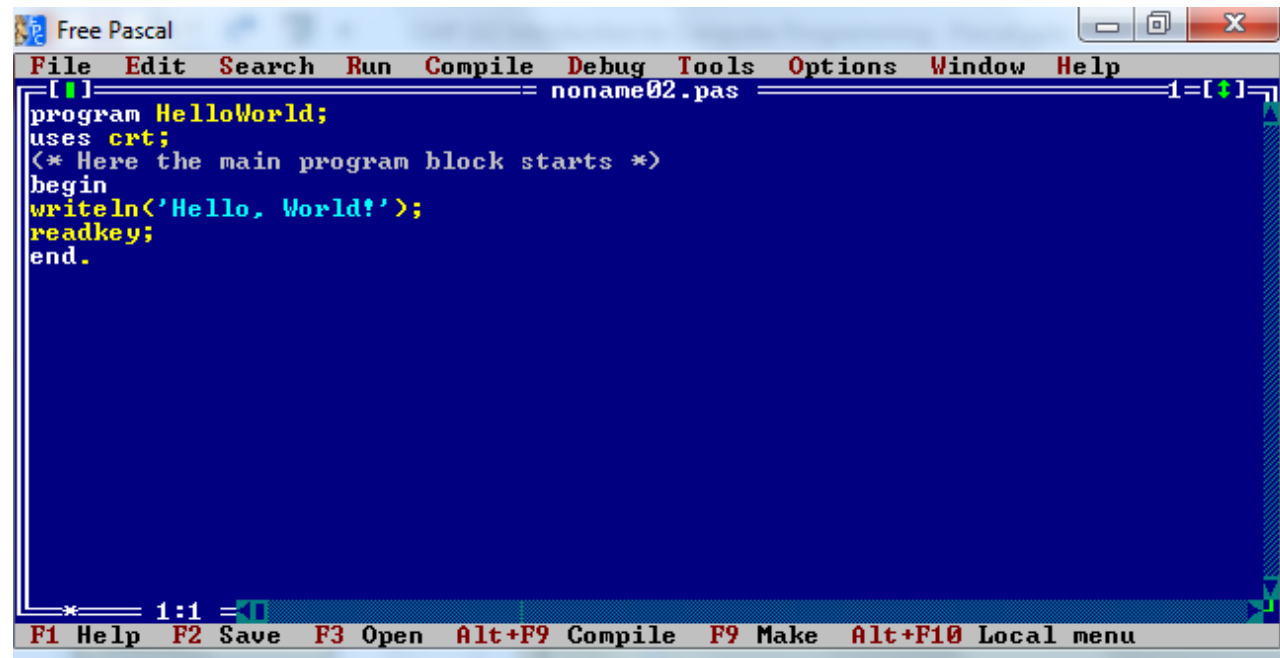 Free Pascal
File Edit Search Run Compile Debug Tools Options Window Help
noname02.pas 1=[↕]
program HelloWorld;
uses crt;
(* Here the main program block starts *)
begin
writeln('Hello, World!');
readkey;
end.
* 1:1
F1 Help F2 Save F3 Open Alt+F9 Compile F9 Make Alt+F10 Local menu